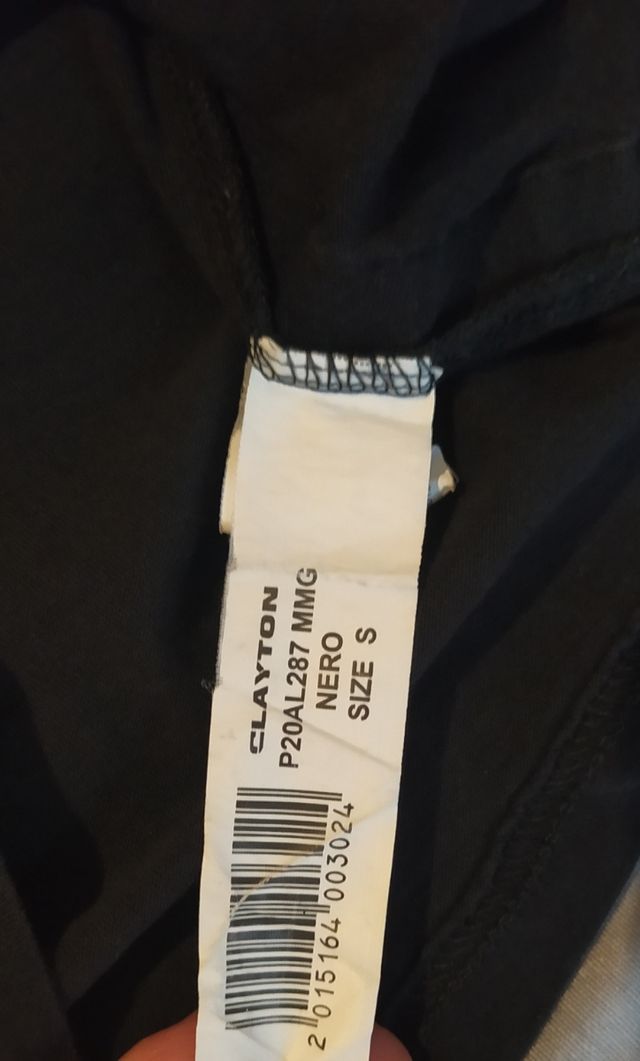 CLAYTON
P20AL287 MMG
NERO
SIZE S
2 015164 003024